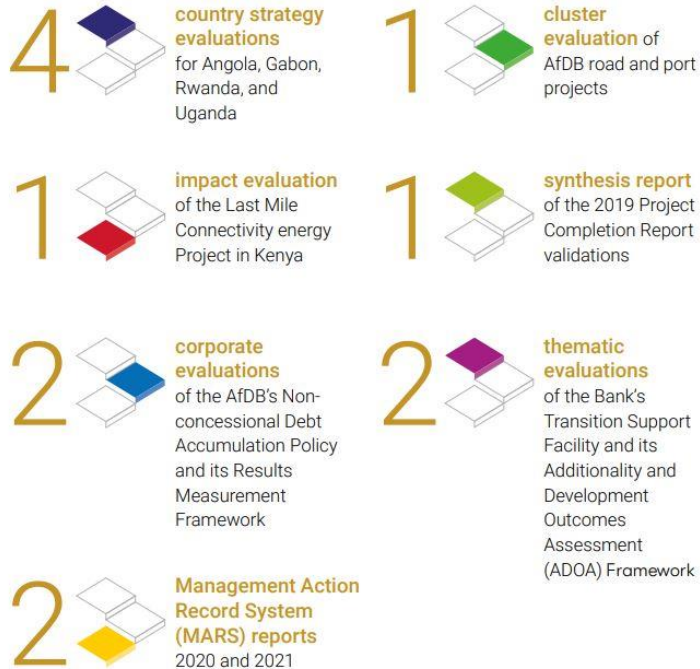 4
country strategy
evaluations
for Angola, Gabon,
Rwanda, and
Uganda
1
cluster
evaluation of
AfDB road and port
projects
1
impact evaluation
of the Last Mile
Connectivity energy
Project in Kenya
1
synthesis report
of the 2019 Project
Completion Report
validations
2
corporate
evaluations
of the AfDB's Non-
concessional Debt
Accumulation Policy
and its Results
Measurement
Framework
2
thematic
evaluations
of the Bank's
Transition Support
Facility and its
Additionality and
Development
Outcomes
Assessment
(ADOA) Framework
2
Management Action
Record System
(MARS) reports
2020 and 2021